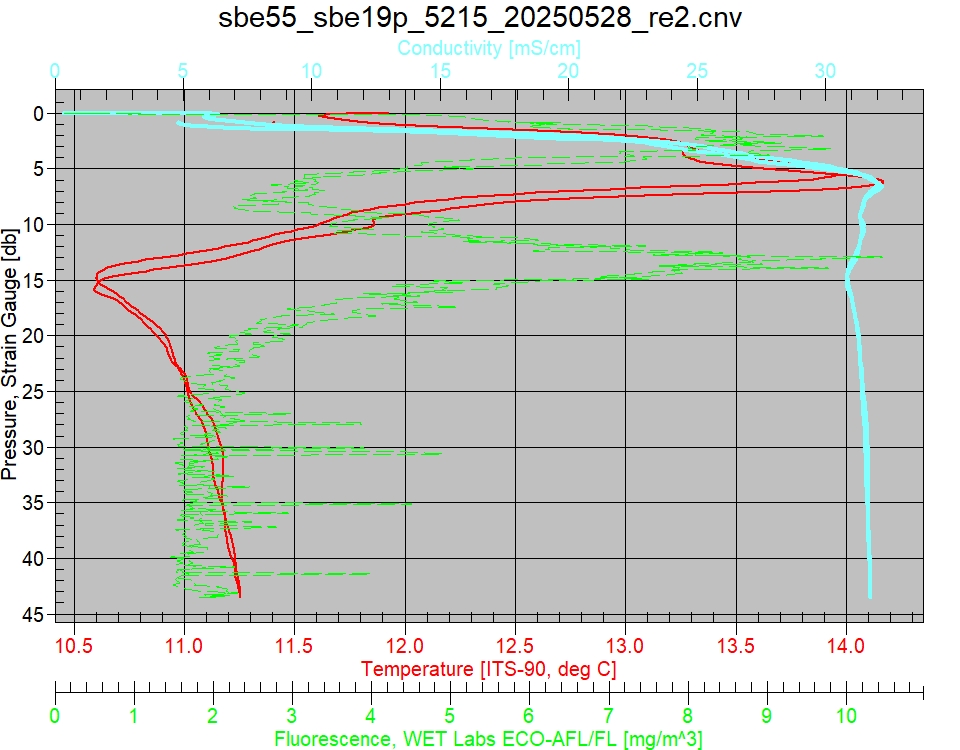 sbe55_sbe19p_5215_20250528_re2.cnv
Conductivity [mS/cm]
0 5 10 15 20 25 30
Pressure, Strain Gauge [db]
0
5
10
15
20
25
30
35
40
45
10.5 11.0 11.5 12.0 12.5 13.0 13.5 14.0
Temperature [ITS-90, deg C]
0 1 2 3 4 5 6 7 8 9 10
Fluorescence, WET Labs ECO-AFL/FL [mg/m^3]